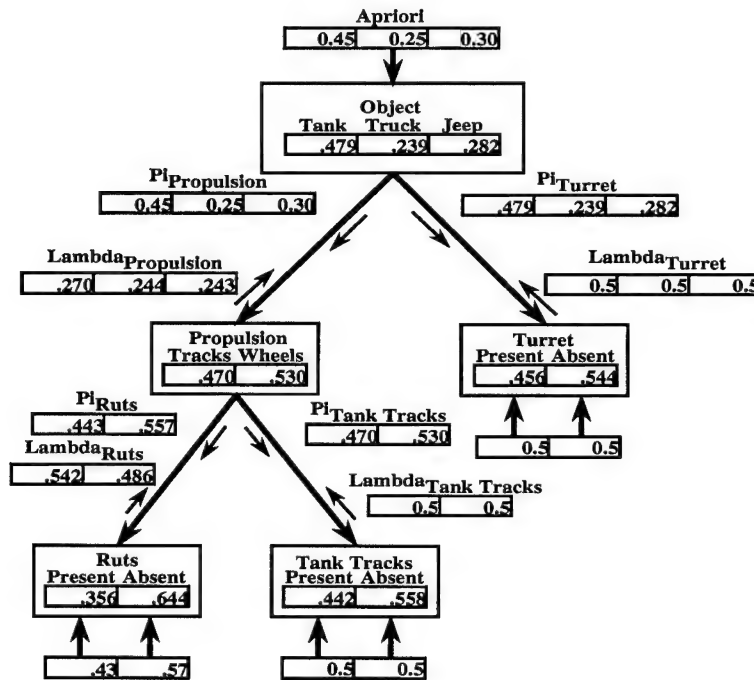 Apriori
0.45 0.25 0.30
Object
Tank Truck Jeep
.479 .239 .282
Pi Propulsion
0.45 0.25 0.30
Pi Turret
.479 .239 .282
Lambda Propulsion
.270 .244 .243
Lambda Turret
0.5 0.5 0.5
Propulsion
Tracks Wheels
.470 .530
Turret
Present Absent
.456 .544
Pi Ruts
.443 .557
Pi Tank Tracks
.470 .530
0.5 0.5
Lambda Ruts
.542 .486
Lambda Tank Tracks
0.5 0.5
Ruts
Present Absent
.356 .644
Tank Tracks
Present Absent
.442 .558
.43 .57
0.5 0.5